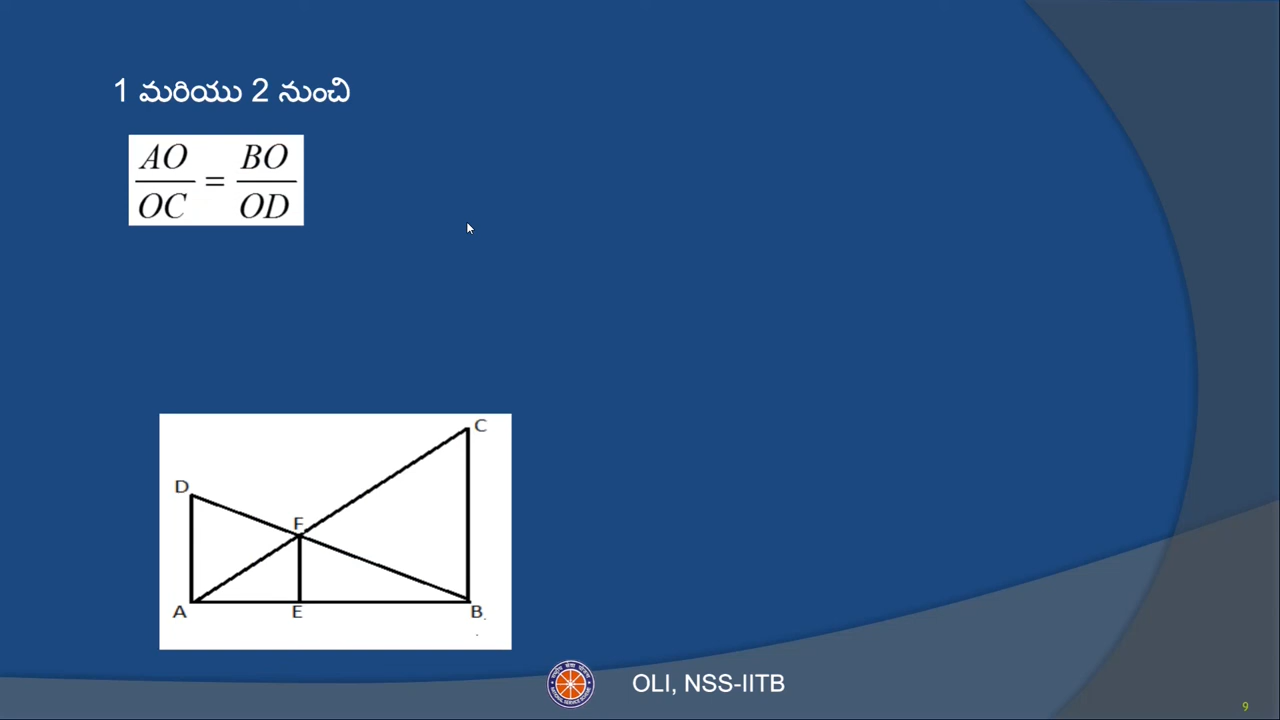 1 మరియు 2 నుంచి
AO/OC = BO/OD
C
D
F
A E B.
OLI, NSS-IITB
9